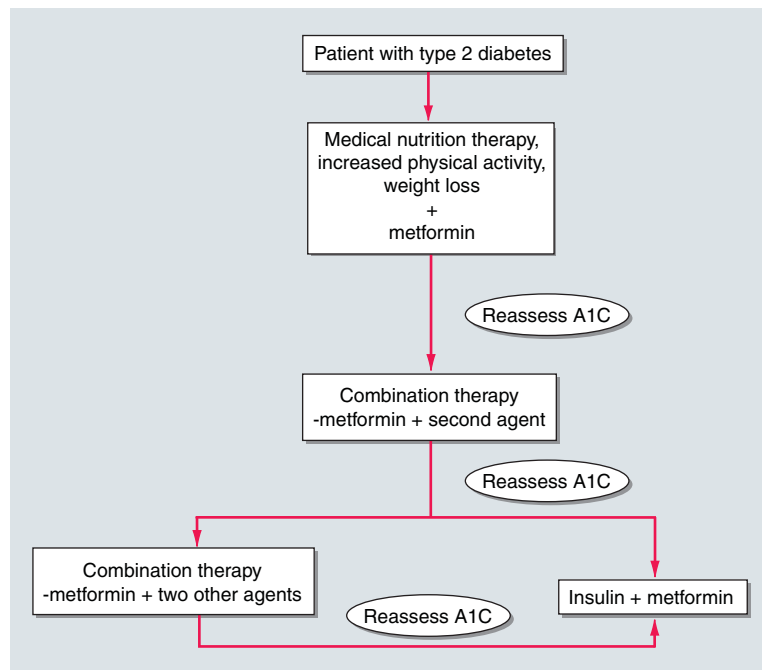 Patient with type 2 diabetes
Medical nutrition therapy,
increased physical activity,
weight loss
+
metformin
Reassess A1C
Combination therapy
-metformin + second agent
Reassess A1C
Combination therapy
-metformin + two other agents
Reassess A1C
Insulin + metformin